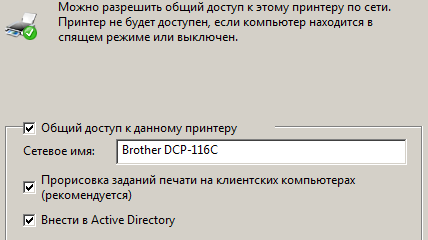 Можно разрешить общий доступ к этому принтеру по сети.
Принтер не будет доступен, если компьютер находится в
спящем режиме или выключен.
Общий доступ к данному принтеру
Сетевое имя: Brother DCP-116C
Прорисовка заданий печати на клиентских компьютерах
(рекомендуется)
Внести в Active Directory